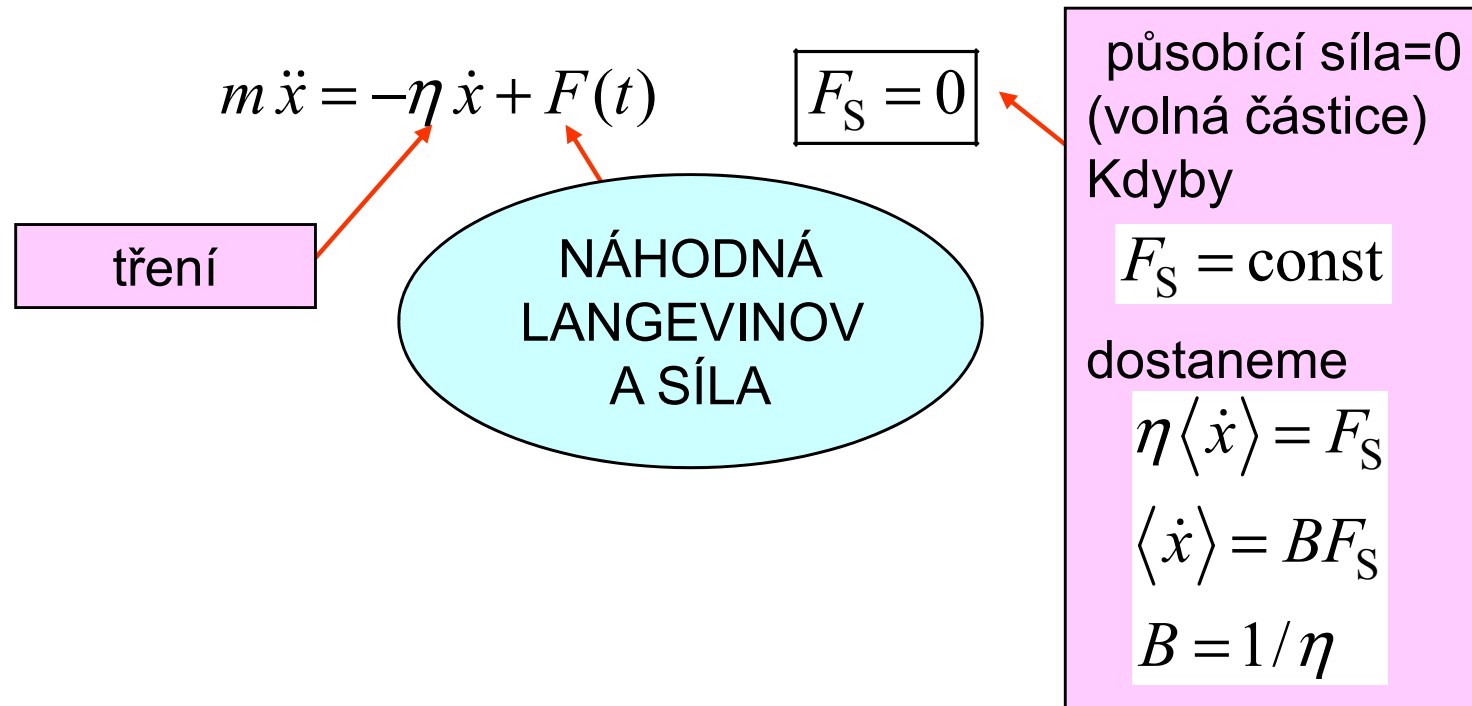 m ẍ = −η ẋ + F(t)
F_S = 0
tření
NÁHODNÁ
LANGEVINOV
A SÍLA
působící síla=0
(volná částice)
Kdyby
F_S = const
dostaneme
η⟨ẋ⟩ = F_S
⟨ẋ⟩ = BF_S
B = 1/η